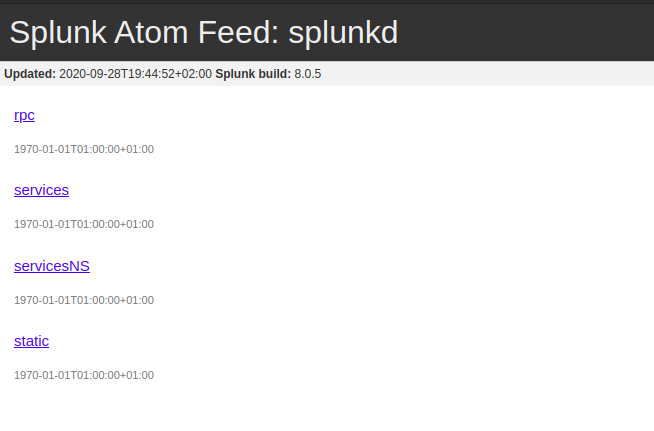 Splunk Atom Feed: splunkd
Updated: 2020-09-28T19:44:52+02:00 Splunk build: 8.0.5
rpc
1970-01-01T01:00:00+01:00
services
1970-01-01T01:00:00+01:00
servicesNS
1970-01-01T01:00:00+01:00
static
1970-01-01T01:00:00+01:00